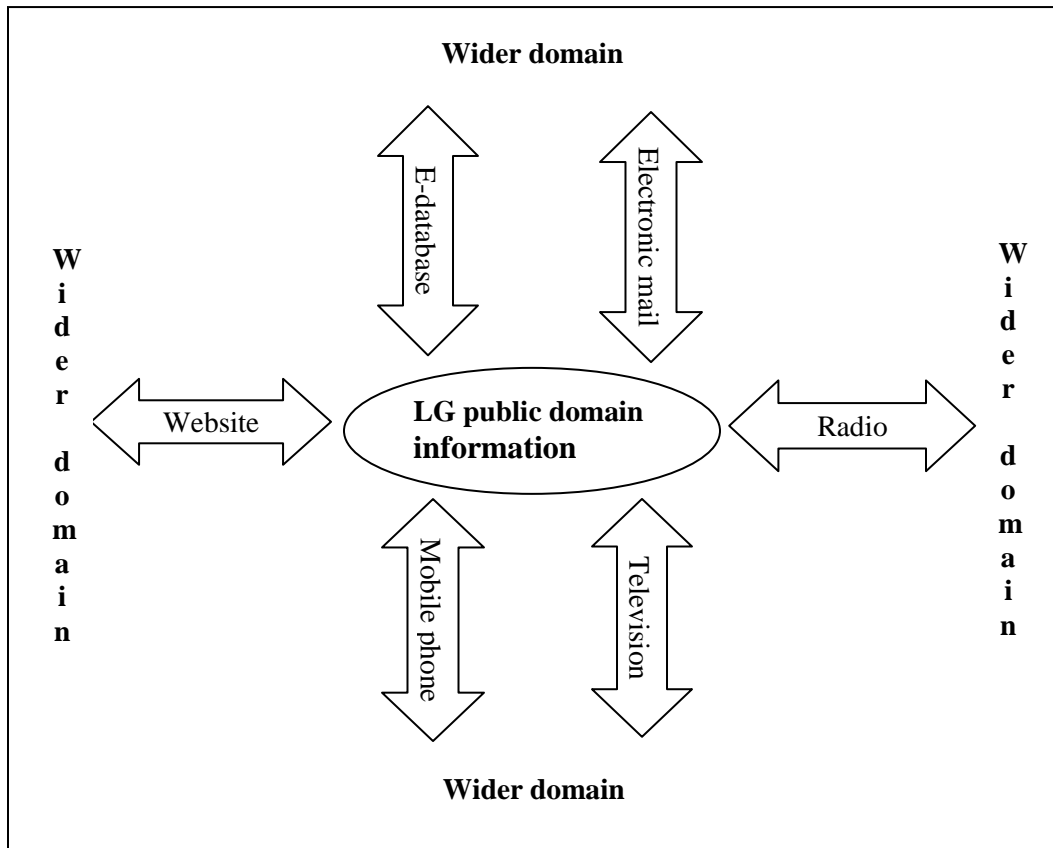 Wider domain
E-database
Electronic mail
Wider domain
Website
LG public domain
information
Radio
Wider domain
Mobile phone
Television
Wider domain